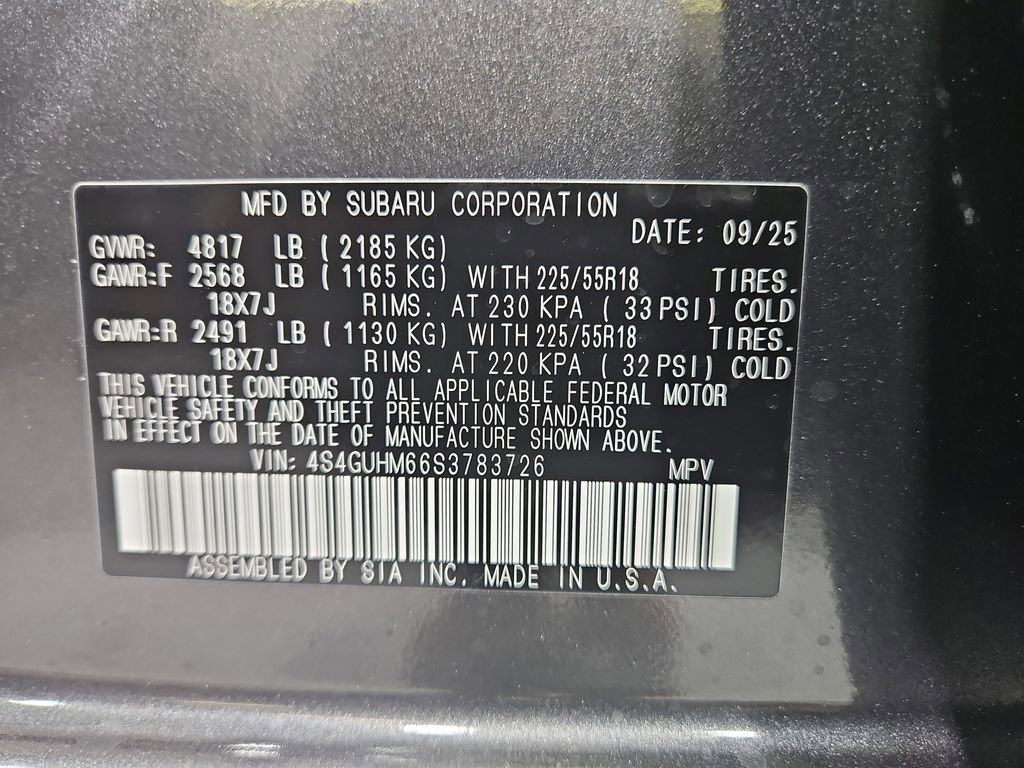 MFD BY SUBARU CORPORATION
DATE: 09/25
GVWR: 4817 LB ( 2185 KG)
GAWR:F 2568 LB ( 1165 KG) WITH 225/55R18 TIRES.
18X7J RIMS. AT 230 KPA ( 33 PSI) COLD
GAWR:R 2491 LB ( 1130 KG) WITH 225/55R18 TIRES.
18X7J RIMS. AT 220 KPA ( 32 PSI) COLD
THIS VEHICLE CONFORMS TO ALL APPLICABLE FEDERAL MOTOR
VEHICLE SAFETY AND THEFT PREVENTION STANDARDS
IN EFFECT ON THE DATE OF MANUFACTURE SHOWN ABOVE.
VIN: 4S4GUHM66S3783726 MPV
ASSEMBLED BY SIA INC. MADE IN U.S.A.